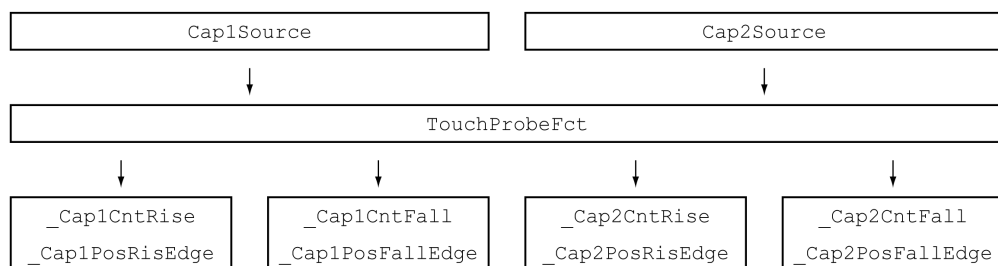 Cap1Source
Cap2Source
TouchProbeFct
_Cap1CntRise
_Cap1PosRisEdge
_Cap1CntFall
_Cap1PosFallEdge
_Cap2CntRise
_Cap2PosRisEdge
_Cap2CntFall
_Cap2PosFallEdge